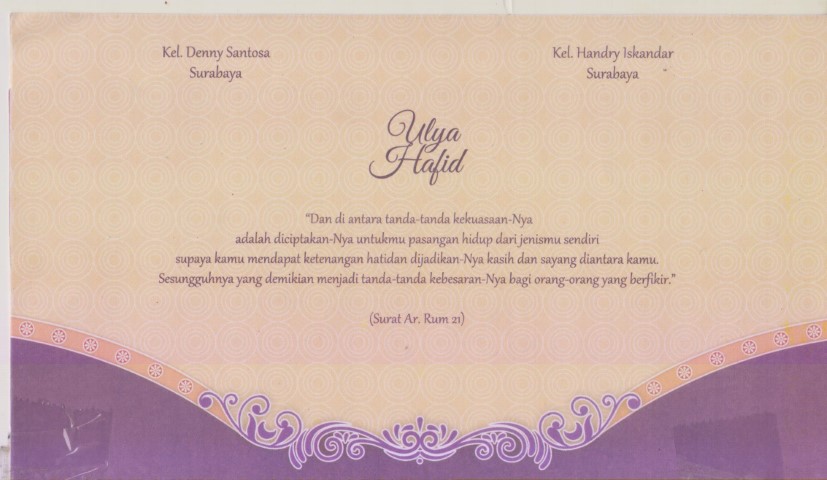 Kel. Denny Santosa
Surabaya
Kel. Handry Iskandar
Surabaya
Ulya
Hafid
"Dan di antara tanda-tanda kekuasaan-Nya
adalah diciptakan-Nya untukmu pasangan hidup dari jenismu sendiri
supaya kamu mendapat ketenangan hatidan dijadikan-Nya kasih dan sayang diantara kamu.
Sesungguhnya yang demikian menjadi tanda-tanda kebesaran-Nya bagi orang-orang yang berfikir."
(Surat Ar. Rum 21)